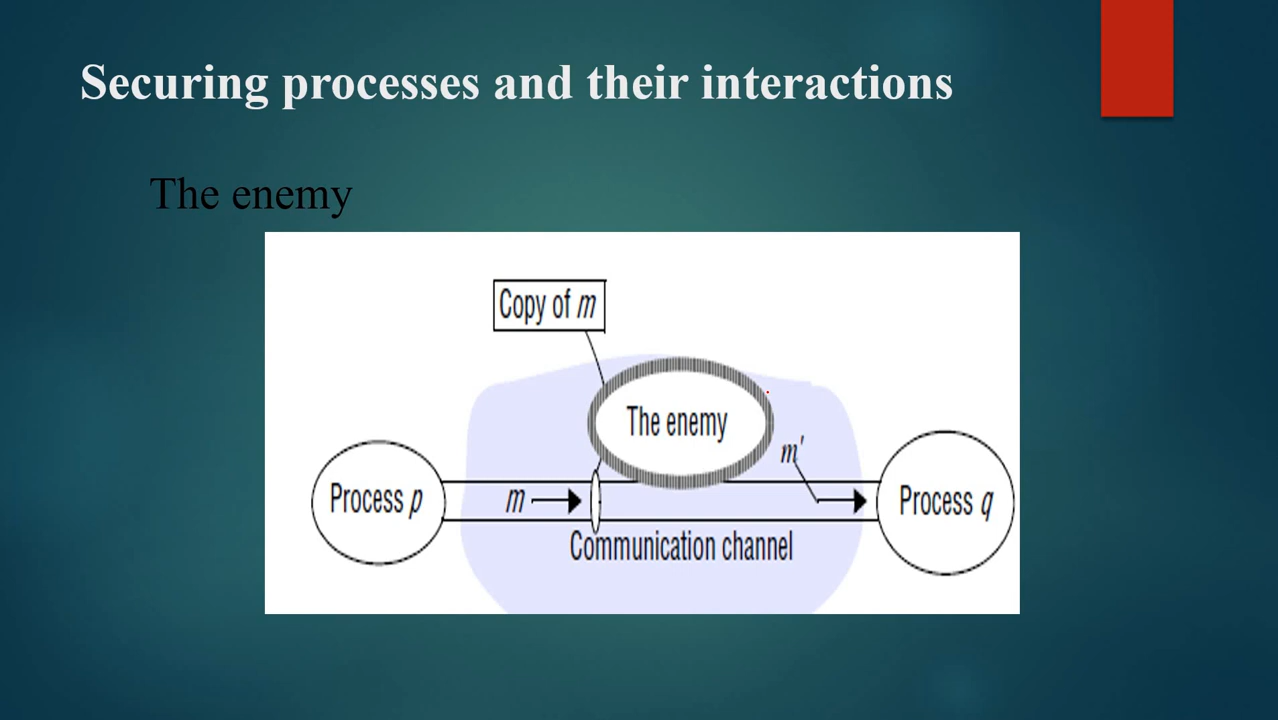 Securing processes and their interactions
The enemy
Copy of m
The enemy
m'
Process p
m
Process q
Communication channel